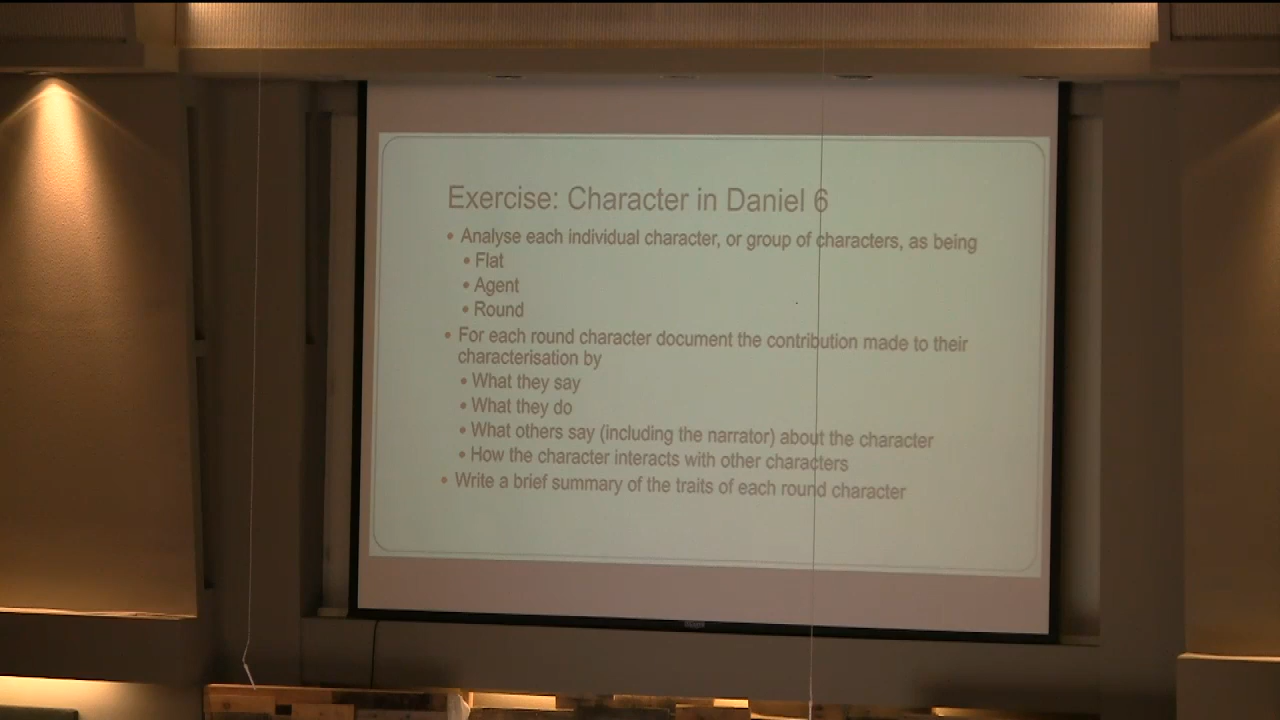 Exercise: Character in Daniel 6
• Analyse each individual character, or group of characters, as being
• Flat
• Agent
• Round
• For each round character document the contribution made to their
characterisation by
• What they say
• What they do
• What others say (including the narrator) about the character
• How the character interacts with other characters
• Write a brief summary of the traits of each round character